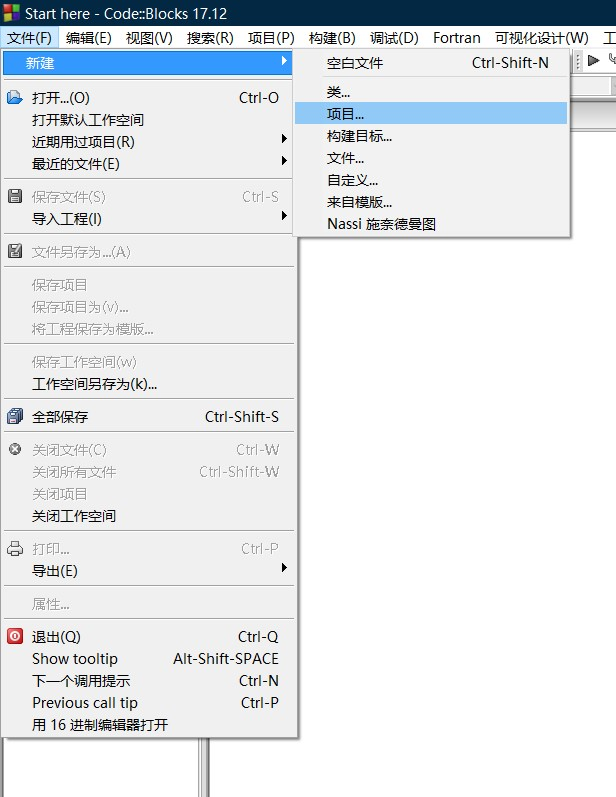 Start here - Code::Blocks 17.12
文件(F) 编辑(E) 视图(V) 搜索(R) 项目(P) 构建(B) 调试(D) Fortran 可视化设计(W) 工
新建
打开...(O) Ctrl-O
打开默认工作空间
近期用过项目(R)
最近的文件(E)
保存文件(S) Ctrl-S
导入工程(I)
文件另存为...(A)
保存项目
保存项目为(v)...
将工程保存为模版...
保存工作空间(w)
工作空间另存为(k)...
全部保存 Ctrl-Shift-S
关闭文件(C) Ctrl-W
关闭所有文件 Ctrl-Shift-W
关闭项目
关闭工作空间
打印... Ctrl-P
导出(E)
属性...
退出(Q) Ctrl-Q
Show tooltip Alt-Shift-SPACE
下一个调用提示 Ctrl-N
Previous call tip Ctrl-P
用 16 进制编辑器打开
空白文件 Ctrl-Shift-N
类...
项目...
构建目标...
文件...
自定义...
来自模版...
Nassi 施奈德曼图